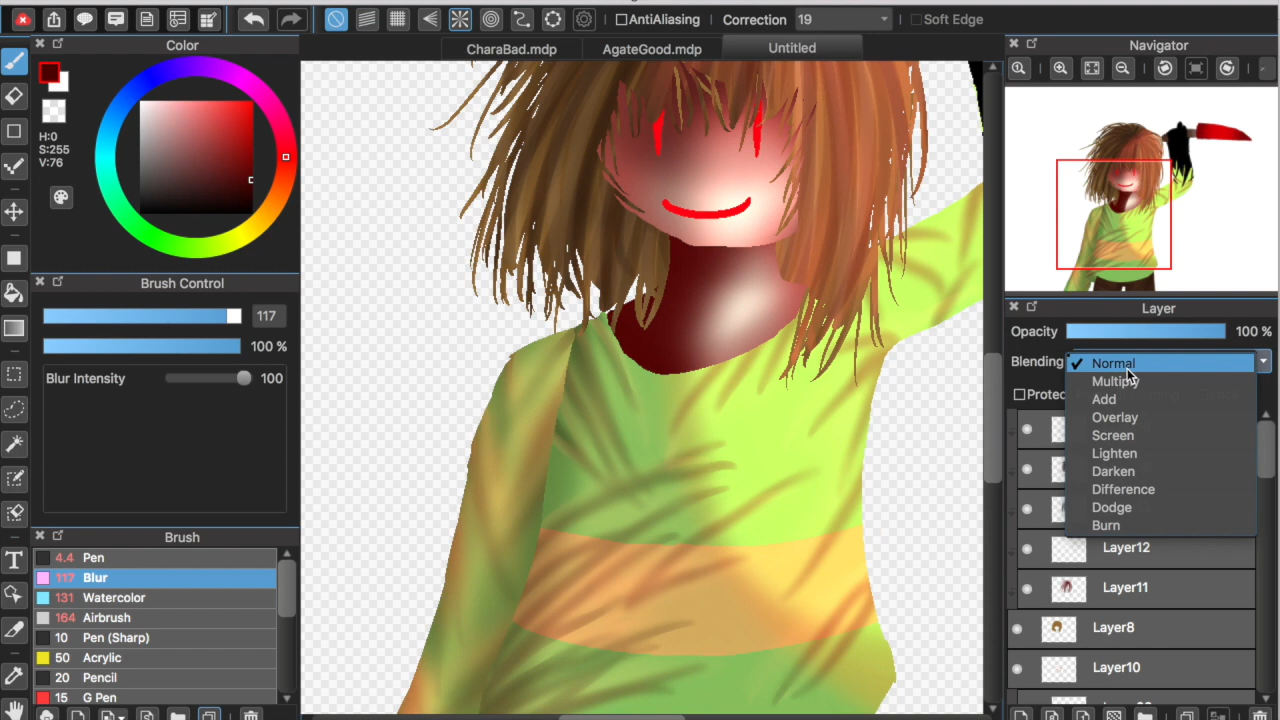 AntiAliasing
Correction
19
Soft Edge
Color
CharaBad.mdp
AgateGood.mdp
Untitled
Navigator
H:0
S:255
V:76
Brush Control
117
100 %
Blur Intensity
100
Layer
Opacity
100 %
Blending
Normal
Multiply
Add
Overlay
Screen
Lighten
Darken
Difference
Dodge
Burn
Protec
Layer12
Layer11
Layer8
Layer10
Brush
4.4 Pen
117 Blur
131 Watercolor
164 Airbrush
10 Pen (Sharp)
50 Acrylic
20 Pencil
15 G Pen